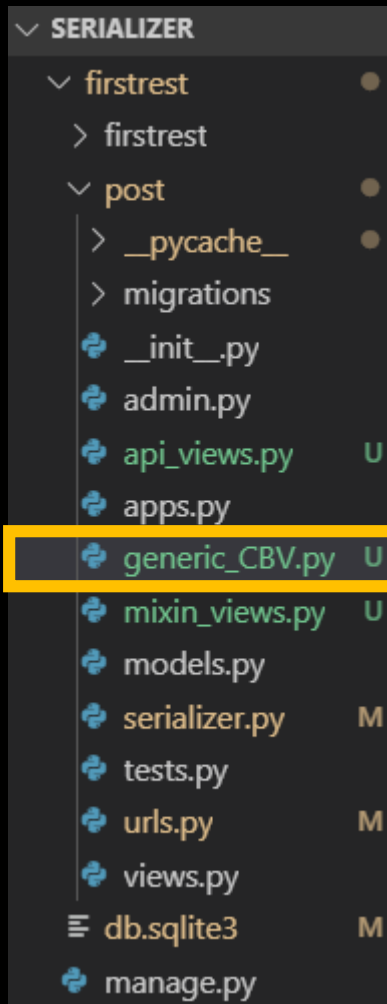 SERIALIZER
firstrest
firstrest
post
__pycache__
migrations
__init__.py
admin.py
api_views.py U
apps.py
generic_CBV.py U
mixin_views.py U
models.py
serializer.py M
tests.py
urls.py M
views.py
db.sqlite3 M
manage.py